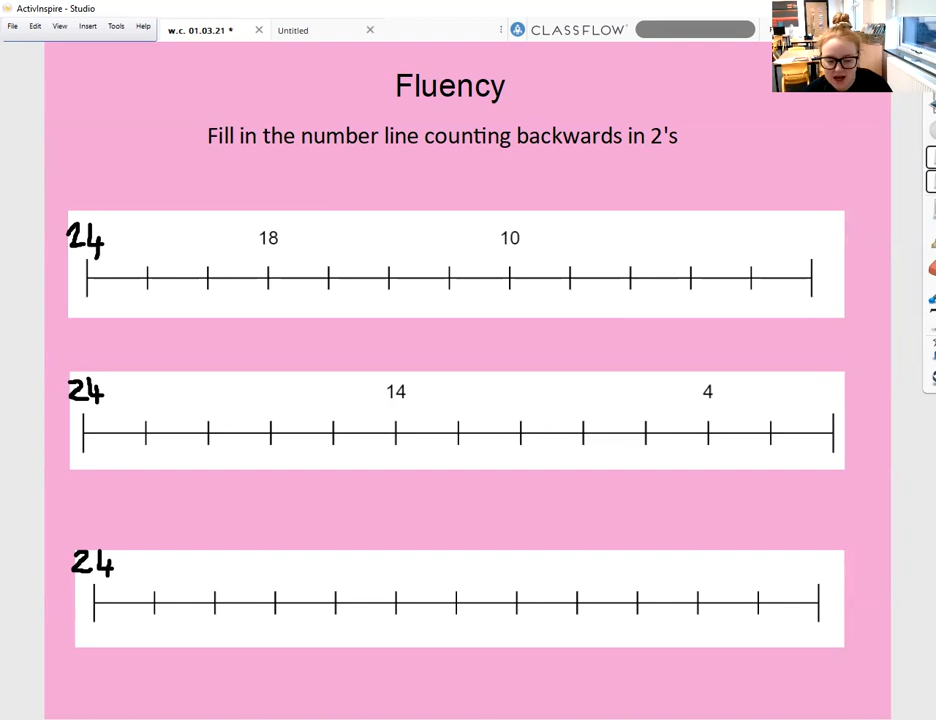 ActivInspire - Studio
File Edit View Insert Tools Help
w.c. 01.03.21 *
Untitled
CLASSFLOW
Fluency
Fill in the number line counting backwards in 2's
24 18 10
24 14 4
24